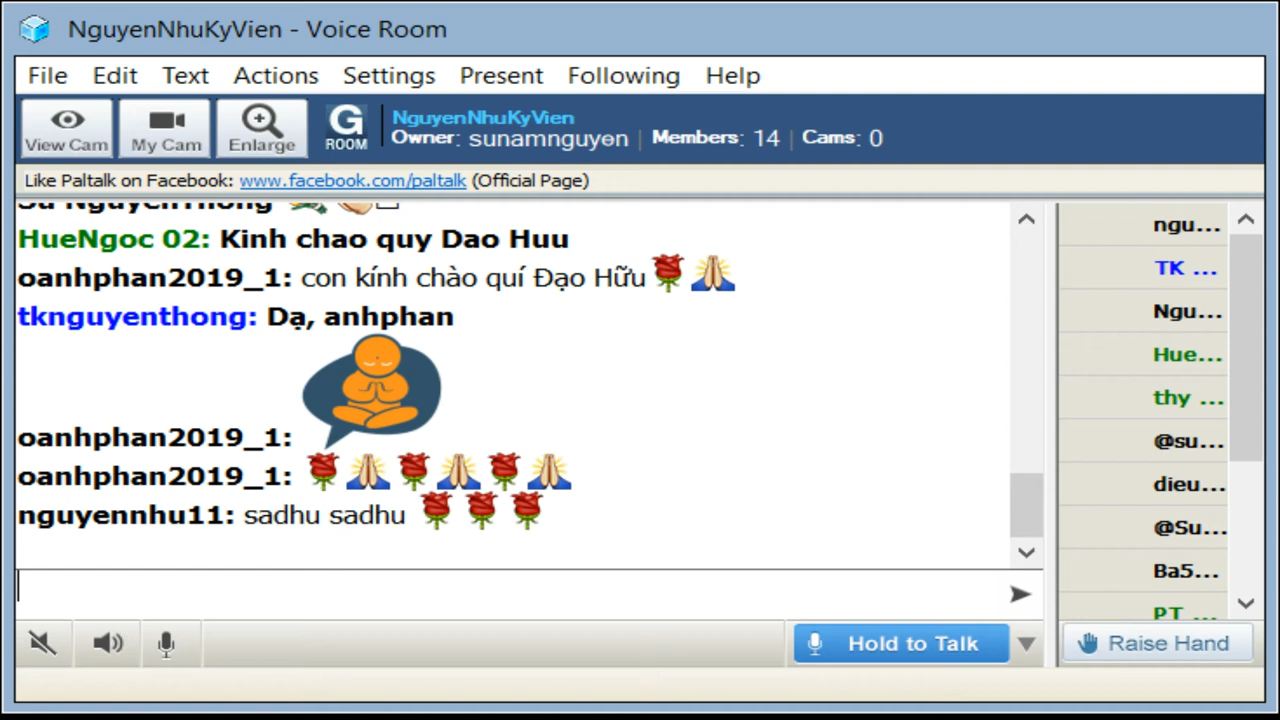 NguyenNhuKyVien - Voice Room
File Edit Text Actions Settings Present Following Help
View Cam My Cam Enlarge G ROOM
NguyenNhuKyVien
Owner: sunamnguyen | Members: 14 | Cams: 0
Like Paltalk on Facebook: www.facebook.com/paltalk (Official Page)
Su NguyenThong
HueNgoc 02: Kinh chao quy Dao Huu
oanhphan2019_1: con kính chào quí Đạo Hữu
tknguyenthong: Dạ, anhphan
oanhphan2019_1:
oanhphan2019_1:
nguyennhu11: sadhu sadhu
ngu...
TK ...
Ngu...
Hue...
thy ...
@su...
dieu...
@Su...
Ba5...
PT ...
Hold to Talk
Raise Hand